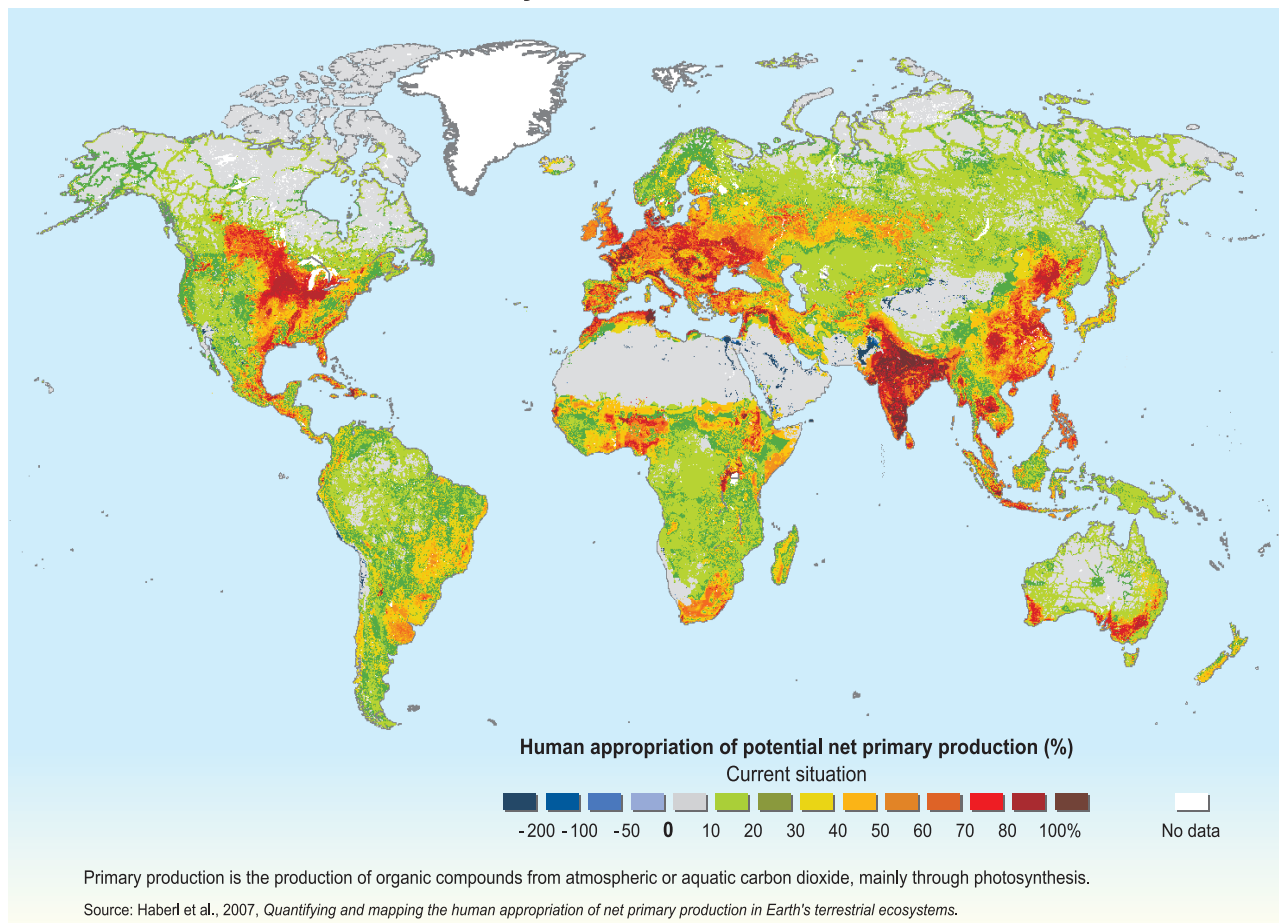 Human appropriation of potential net primary production (%)
Current situation
-200 -100 -50 0 10 20 30 40 50 60 70 80 100% No data
Primary production is the production of organic compounds from atmospheric or aquatic carbon dioxide, mainly through photosynthesis.
Source: Haberl et al., 2007, Quantifying and mapping the human appropriation of net primary production in Earth's terrestrial ecosystems.